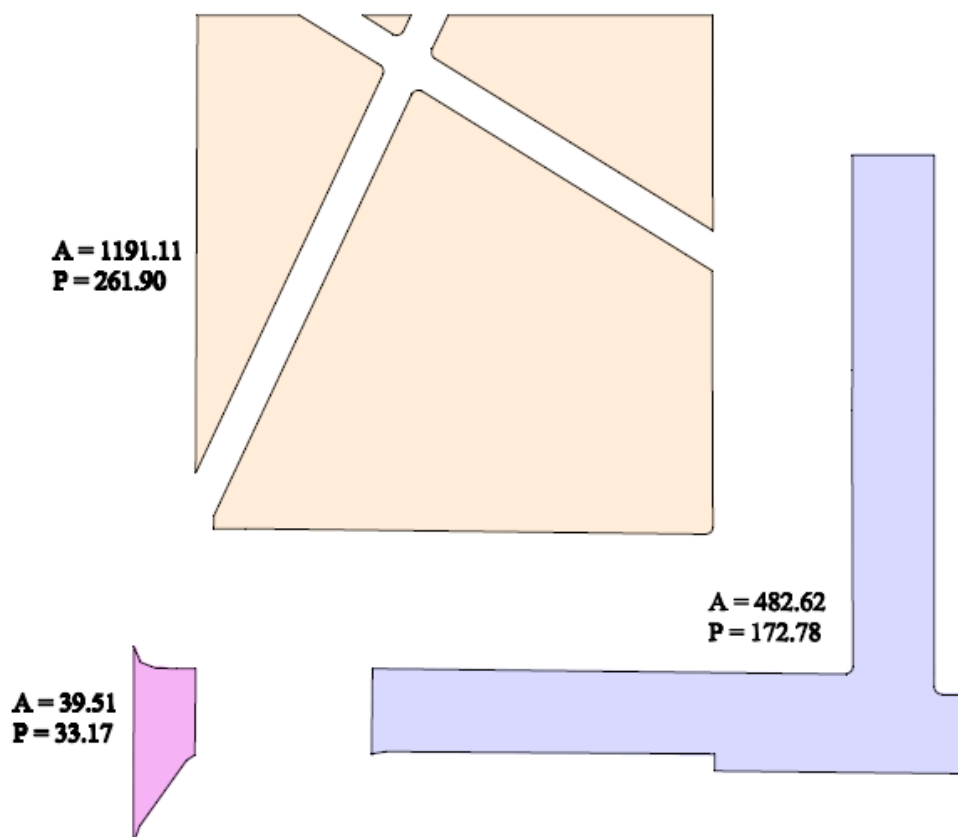 A = 1191.11
P = 261.90
A = 482.62
P = 172.78
A = 39.51
P = 33.17